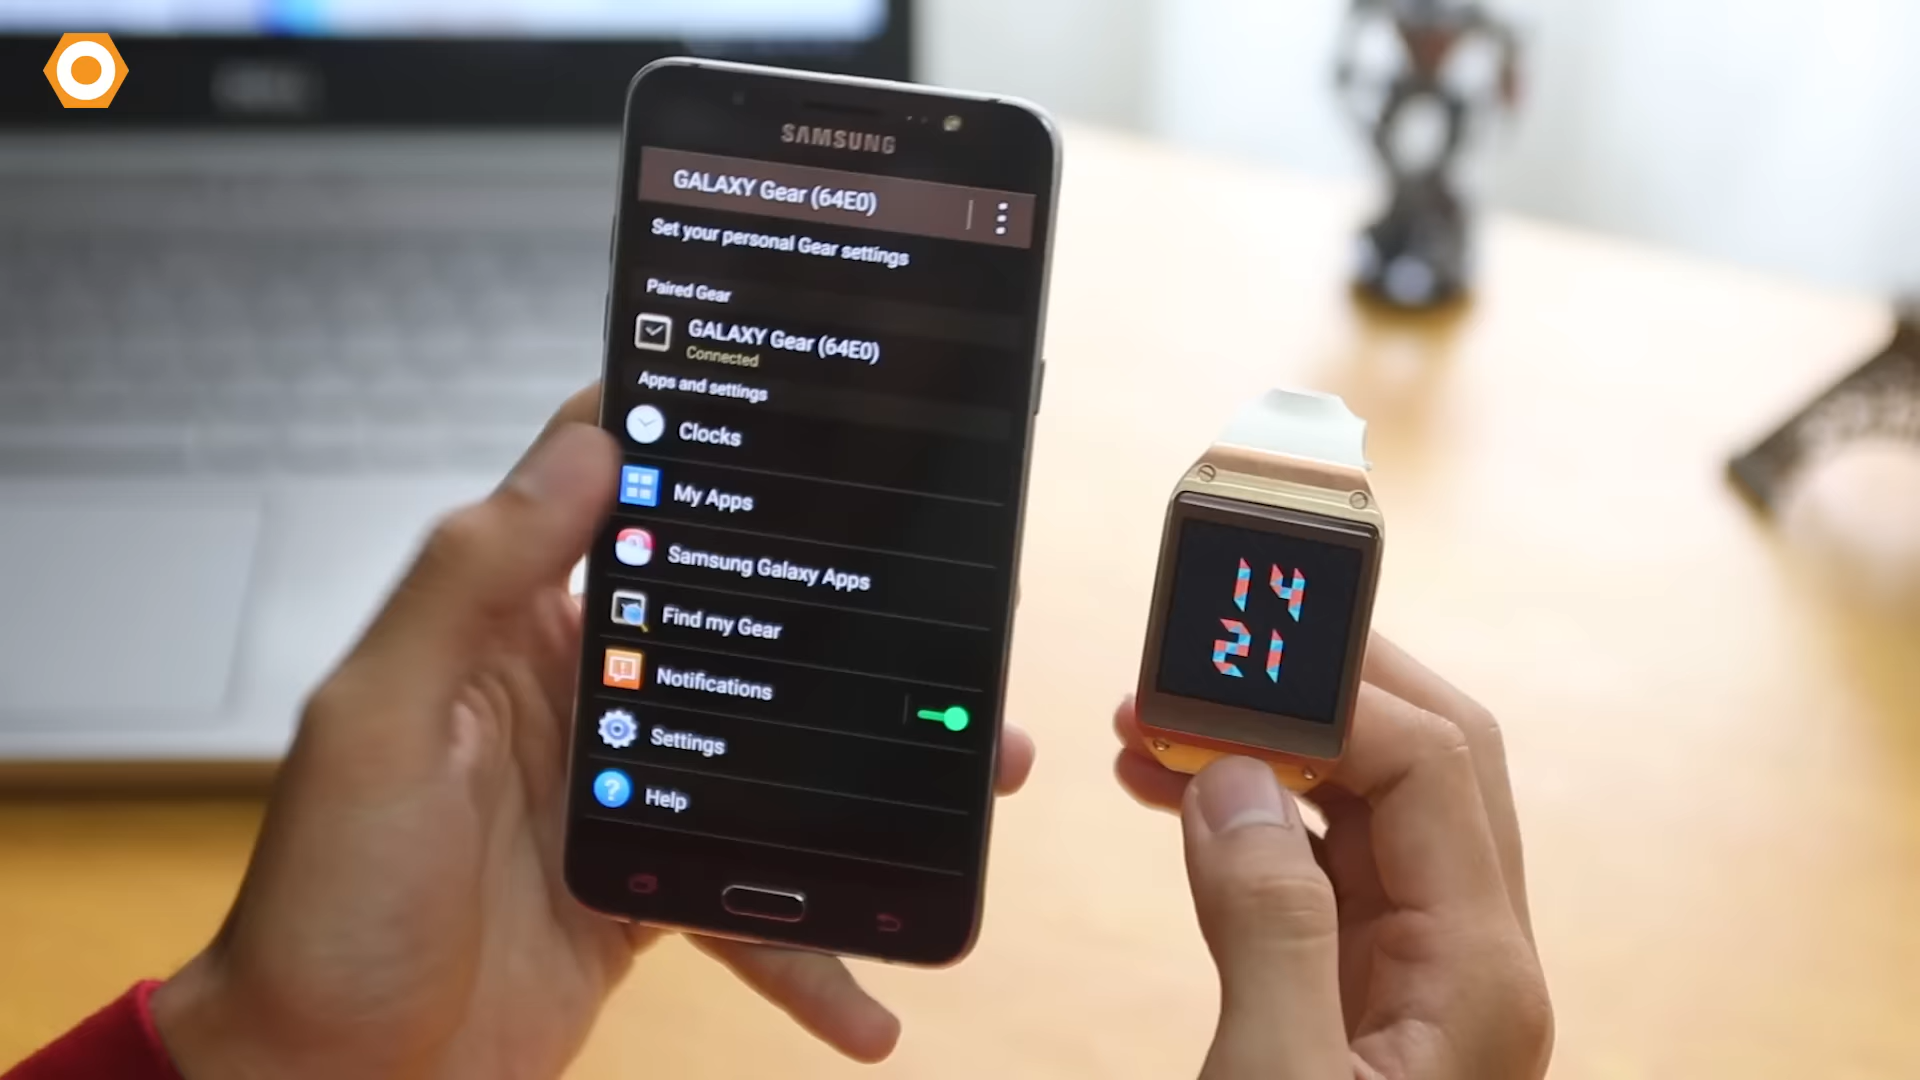 SAMSUNG
GALAXY Gear (64E0)
Set your personal Gear settings
Paired Gear
GALAXY Gear (64E0)
Connected
Apps and settings
Clocks
My Apps
Samsung Galaxy Apps
Find my Gear
Notifications
Settings
? Help
14
21